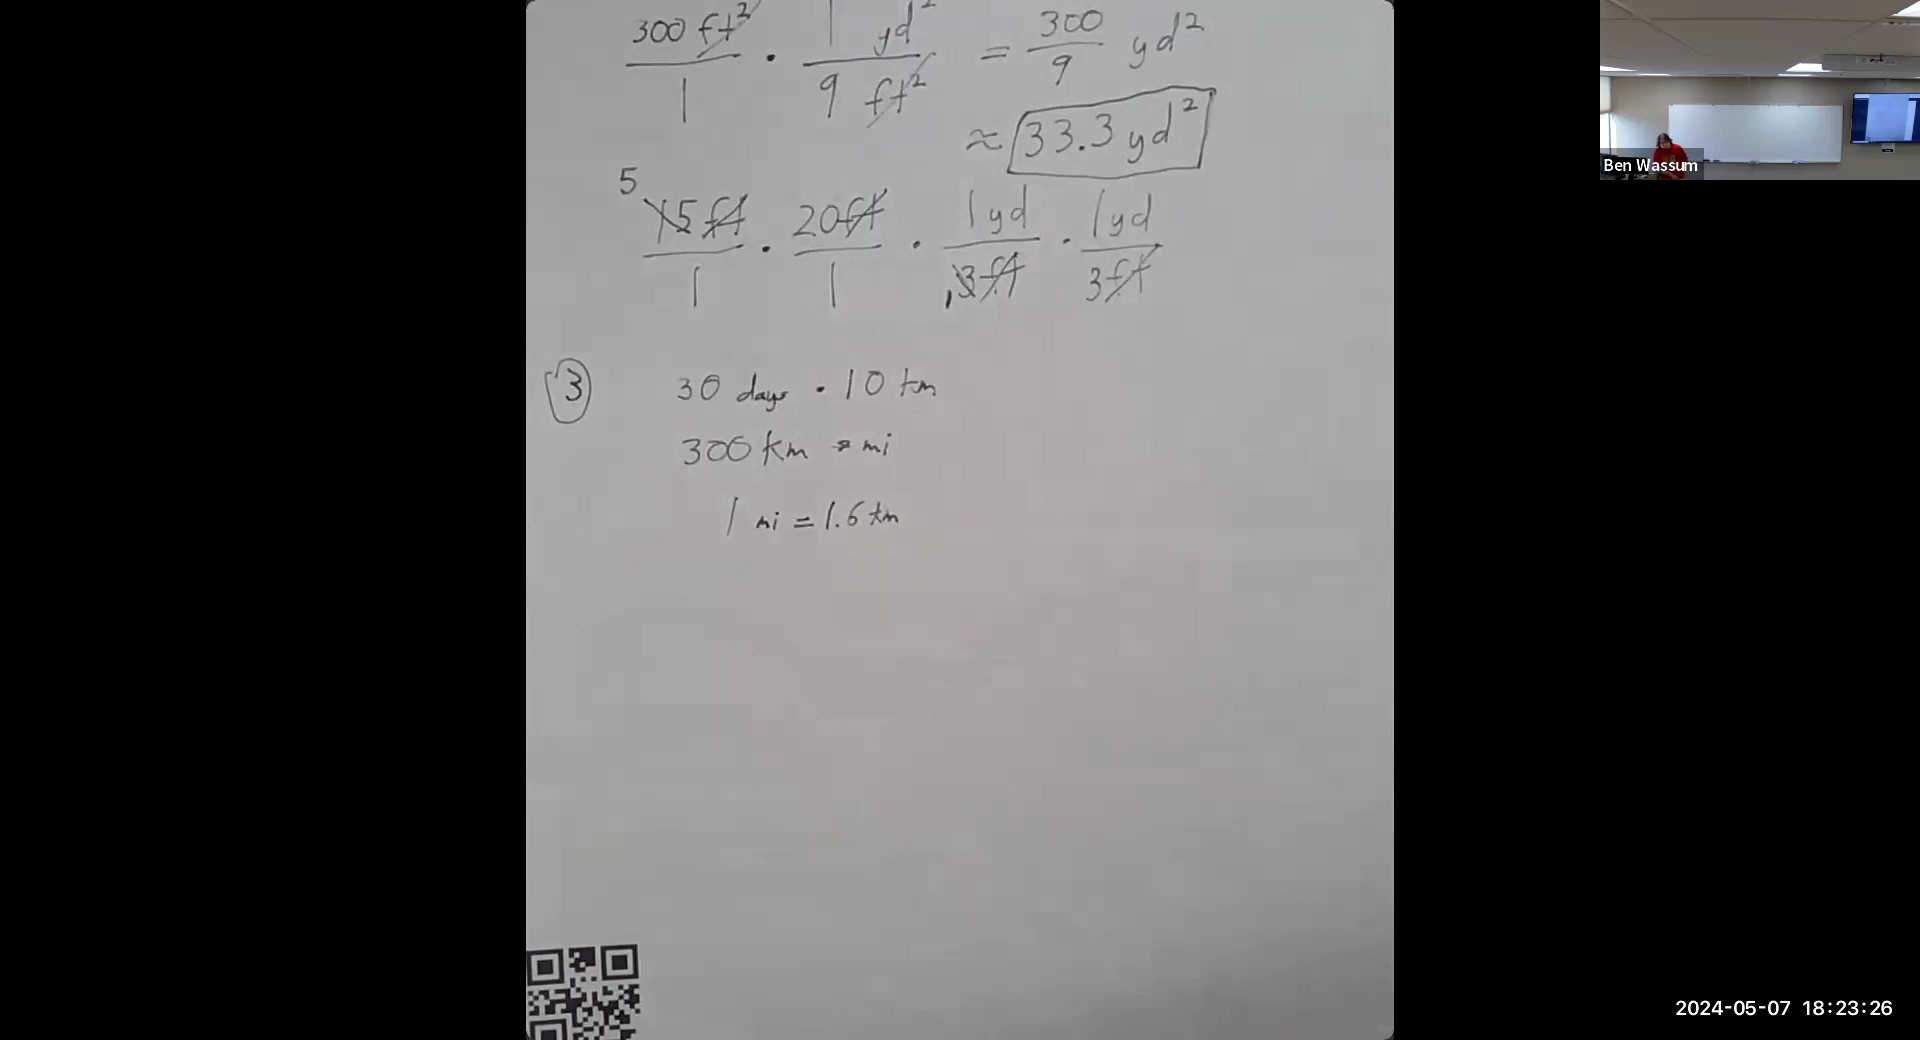 300 ft² / 1 · 1 yd² / 9 ft² = 300 / 9 yd²
≈ 33.3 yd²
5
15 ft / 1 · 20 ft / 1 · 1 yd / 3 ft · 1 yd / 3 ft
1
3
30 days · 10 km
300 km → mi
1 mi = 1.6 km
Ben Wassum
2024-05-07 18:23:26